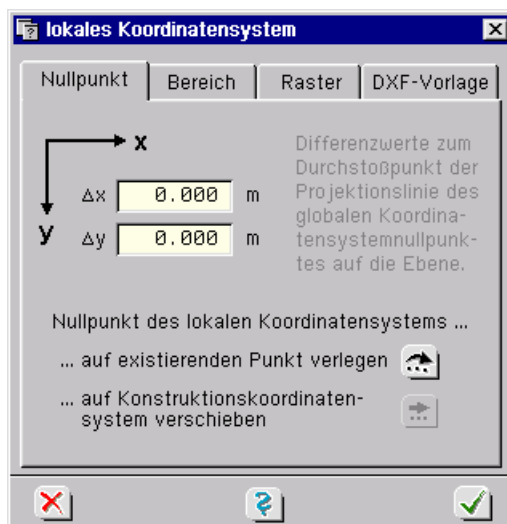 lokales Koordinatensystem
Nullpunkt Bereich Raster DXF-Vorlage
x
y
Δx 0.000 m
Δy 0.000 m
Differenzwerte zum
Durchstoßpunkt der
Projektionslinie des
globalen Koordina-
tensystemnullpunk-
tes auf die Ebene.
Nullpunkt des lokalen Koordinatensystems ...
... auf existierenden Punkt verlegen
... auf Konstruktionskoordinaten-
system verschieben